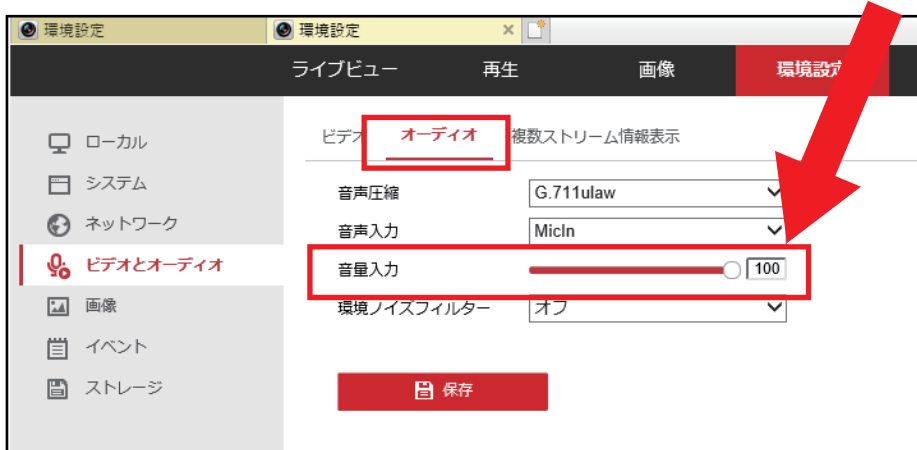 環境設定
環境設定
ライブビュー 再生 画像 環境設定
ローカル
システム
ネットワーク
ビデオとオーディオ
画像
イベント
ストレージ
ビデオ オーディオ 複数ストリーム情報表示
音声圧縮 G.711ulaw
音声入力 MicIn
音量入力 100
環境ノイズフィルター オフ
保存